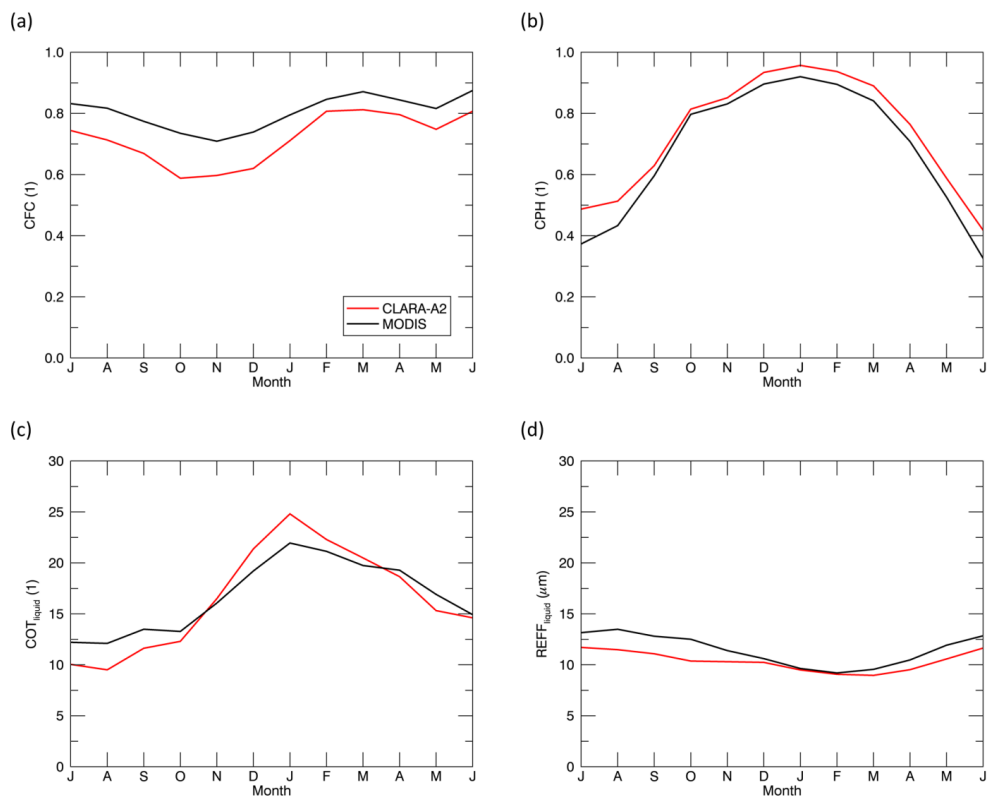 (a)
1.0
0.8
0.6
0.4
0.2
0.0
CFC (1)
CLARA-A2
MODIS
J A S O N D J F M A M J
Month
(b)
1.0
0.8
0.6
0.4
0.2
0.0
CPH (1)
J A S O N D J F M A M J
Month
(c)
30
25
20
15
10
5
0
COTliquid (1)
J A S O N D J F M A M J
Month
(d)
30
25
20
15
10
5
0
REFFliquid (μm)
J A S O N D J F M A M J
Month